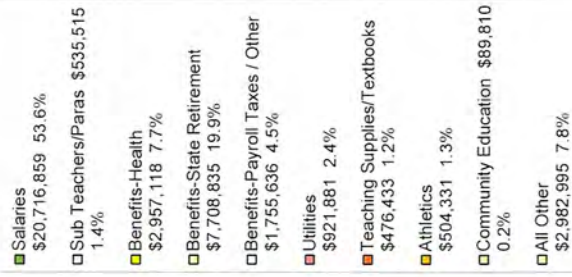 Salaries
$20,716,859 53.6%
Sub Teachers/Paras $535,515
1.4%
Benefits-Health
$2,957,118 7.7%
Benefits-State Retirement
$7,708,835 19.9%
Benefits-Payroll Taxes / Other
$1,755,636 4.5%
Utilities
$921,881 2.4%
Teaching Supplies/Textbooks
$476,433 1.2%
Athletics
$504,331 1.3%
Community Education $89,810
0.2%
All Other
$2,982,995 7.8%